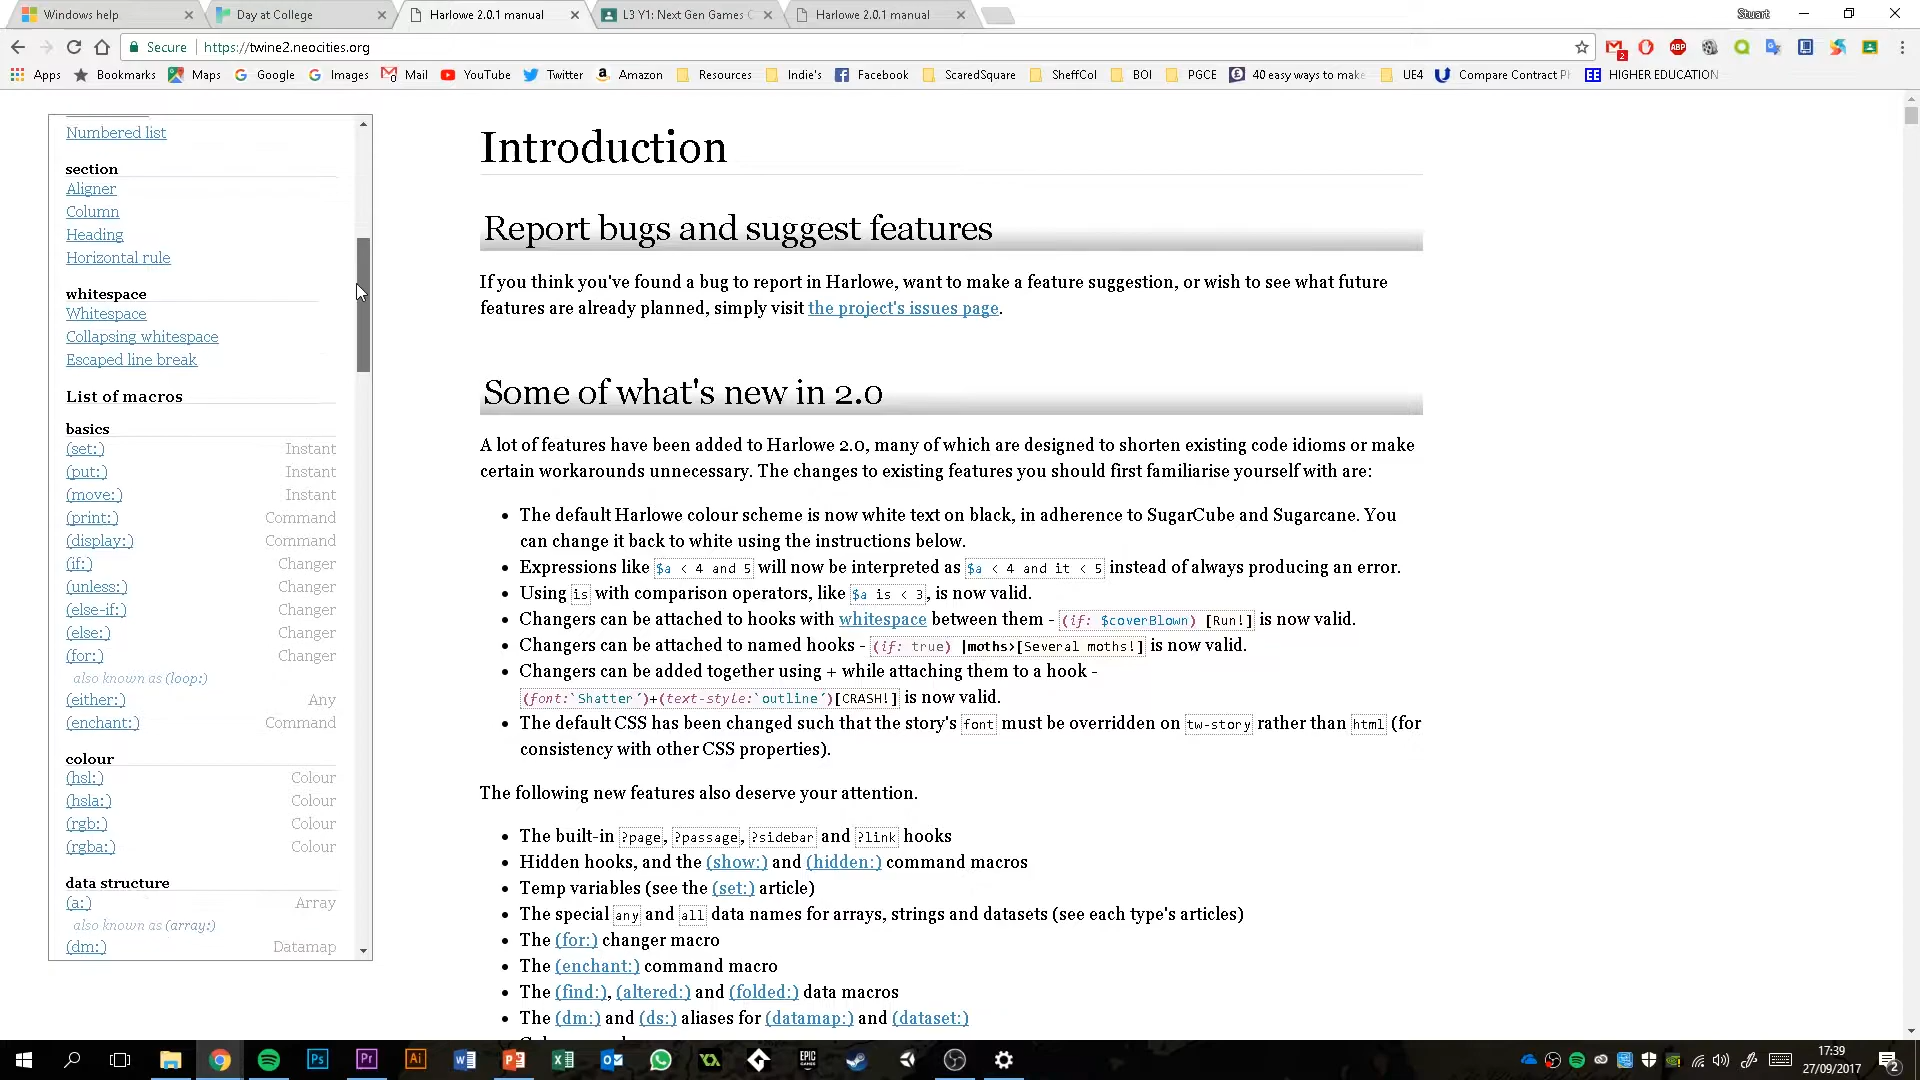 Windows help
Day at College
Harlowe 2.0.1 manual
L3 Y1: Next Gen Games C
Harlowe 2.0.1 manual
Stuart
Secure
https://twine2.neocities.org
2
Apps
Bookmarks
Maps
Google
Images
Mail
YouTube
Twitter
Amazon
Resources
Indie's
Facebook
ScaredSquare
SheffCol
BOI
PGCE
40 easy ways to make
UE4
Compare Contract Ph
HIGHER EDUCATION
Numbered list
section
Aligner
Column
Heading
Horizontal rule
whitespace
Whitespace
Collapsing whitespace
Escaped line break
List of macros
basics
(set:) Instant
(put:) Instant
(move:) Instant
(print:) Command
(display:) Command
(if:) Changer
(unless:) Changer
(else-if:) Changer
(else:) Changer
(for:) Changer
also known as (loop:)
(either:) Any
(enchant:) Command
colour
(hsl:) Colour
(hsla:) Colour
(rgb:) Colour
(rgba:) Colour
data structure
(a:) Array
also known as (array:)
(dm:) Datamap
Introduction
Report bugs and suggest features
If you think you've found a bug to report in Harlowe, want to make a feature suggestion, or wish to see what future
features are already planned, simply visit the project's issues page.
Some of what's new in 2.0
A lot of features have been added to Harlowe 2.0, many of which are designed to shorten existing code idioms or make
certain workarounds unnecessary. The changes to existing features you should first familiarise yourself with are:
• The default Harlowe colour scheme is now white text on black, in adherence to SugarCube and Sugarcane. You
can change it back to white using the instructions below.
• Expressions like $a < 4 and 5 will now be interpreted as $a < 4 and it < 5 instead of always producing an error.
• Using is with comparison operators, like $a is < 3, is now valid.
• Changers can be attached to hooks with whitespace between them - (if: $coverBlown) [Run!] is now valid.
• Changers can be attached to named hooks - (if: true) |moths>[Several moths!] is now valid.
• Changers can be added together using + while attaching them to a hook -
(font:`Shatter´)+(text-style:`outline´)[CRASH!] is now valid.
• The default CSS has been changed such that the story's font must be overridden on tw-story rather than html (for
consistency with other CSS properties).
The following new features also deserve your attention.
• The built-in ?page, ?passage, ?sidebar and ?link hooks
• Hidden hooks, and the (show:) and (hidden:) command macros
• Temp variables (see the (set:) article)
• The special any and all data names for arrays, strings and datasets (see each type's articles)
• The (for:) changer macro
• The (enchant:) command macro
• The (find:), (altered:) and (folded:) data macros
• The (dm:) and (ds:) aliases for (datamap:) and (dataset:)
17:39
27/09/2017
2